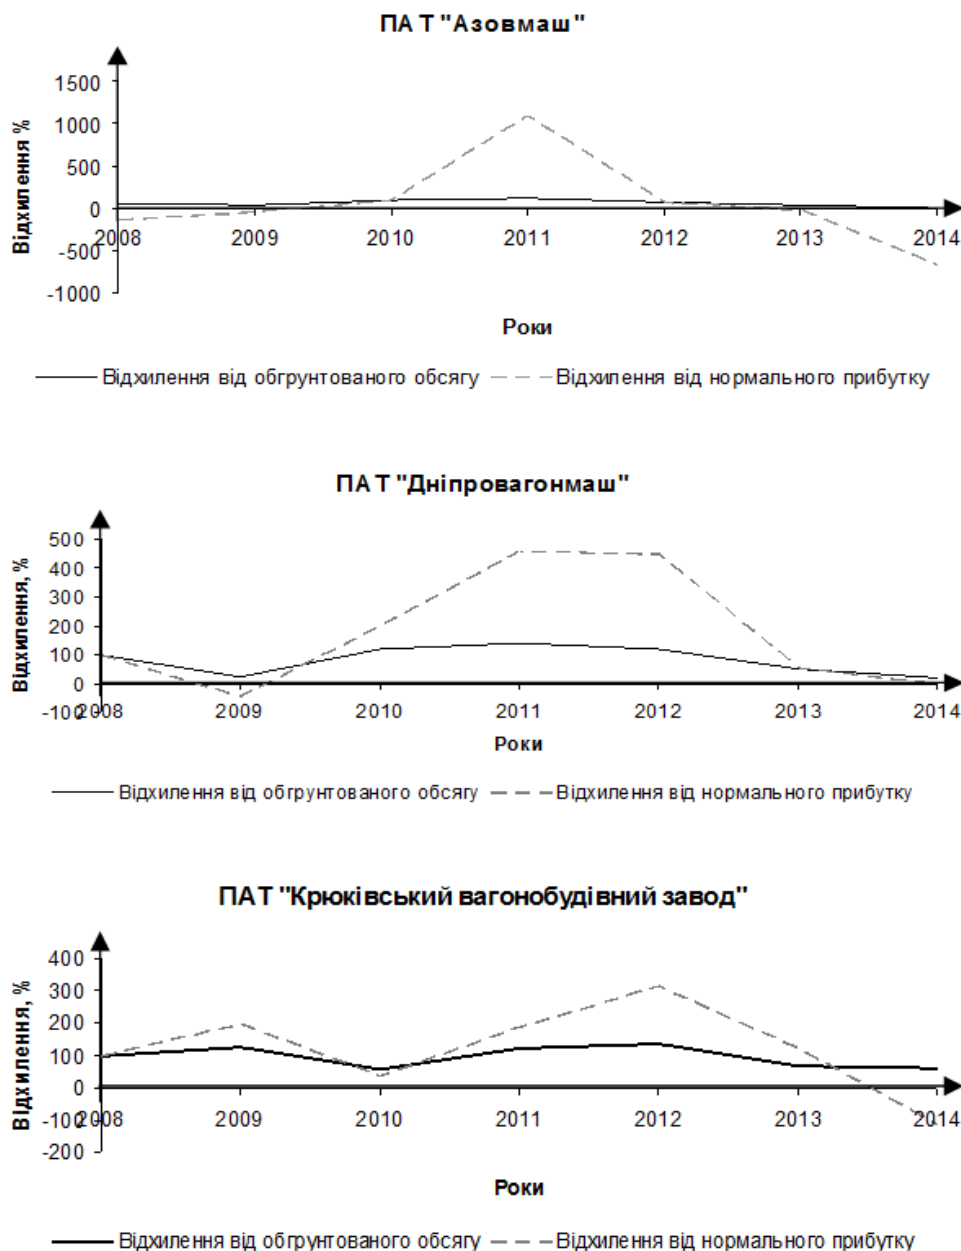 ПАТ "Азовмаш"
Відхилення %
1500
1000
500
0
-500
-1000
2008 2009 2010 2011 2012 2013 2014
Роки
Відхилення від обгрунтованого обсягу Відхилення від нормального прибутку
ПАТ "Дніпровагонмаш"
Відхилення, %
500
400
300
200
100
0
-100
2008 2009 2010 2011 2012 2013 2014
Роки
Відхилення від обгрунтованого обсягу Відхилення від нормального прибутку
ПАТ "Крюківський вагонобудівний завод"
Відхилення, %
400
300
200
100
0
-100
-200
2008 2009 2010 2011 2012 2013 2014
Роки
Відхилення від обгрунтованого обсягу Відхилення від нормального прибутку